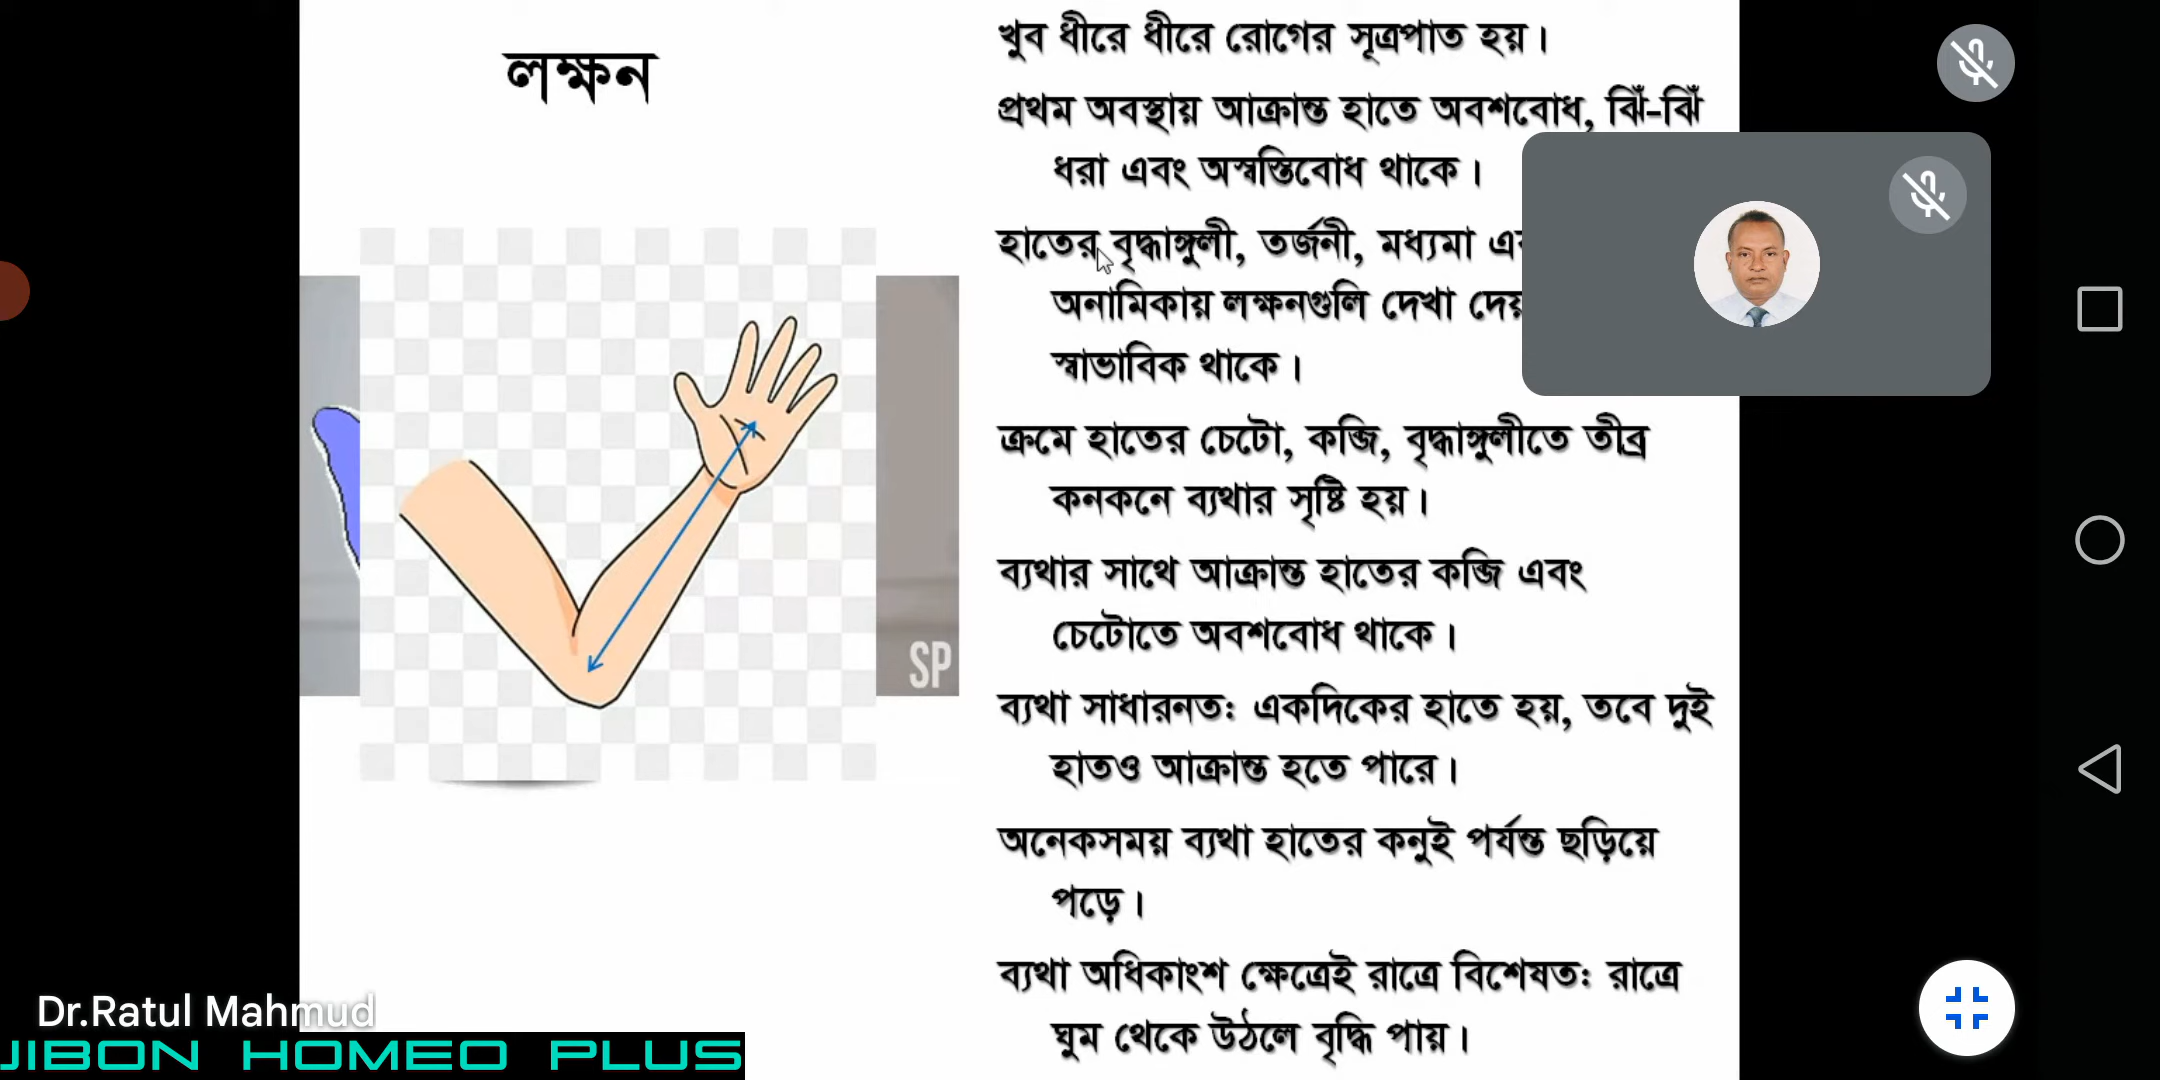 লক্ষন
খুব ধীরে ধীরে রোগের সূত্রপাত হয়।
প্রথম অবস্থায় আক্রান্ত হাতে অবশবোধ, ঝিঁ-ঝিঁ
ধরা এবং অস্বস্তিবোধ থাকে।
হাতের বৃদ্ধাঙ্গুলী, তর্জনী, মধ্যমা
অনামিকায় লক্ষনগুলি দেখা দেয়
স্বাভাবিক থাকে।
ক্রমে হাতের চেটো, কব্জি, বৃদ্ধাঙ্গুলীতে তীব্র
কনকনে ব্যথার সৃষ্টি হয়।
ব্যথার সাথে আক্রান্ত হাতের কব্জি এবং
চেটোতে অবশবোধ থাকে।
ব্যথা সাধারনত: একদিকের হাতে হয়, তবে দুই
হাতও আক্রান্ত হতে পারে।
অনেকসময় ব্যথা হাতের কনুই পর্যন্ত ছড়িয়ে
পড়ে।
ব্যথা অধিকাংশ ক্ষেত্রেই রাত্রে বিশেষত: রাত্রে
ঘুম থেকে উঠলে বৃদ্ধি পায়।
SP
Dr.Ratul Mahmud
JIBON HOMEO PLUS